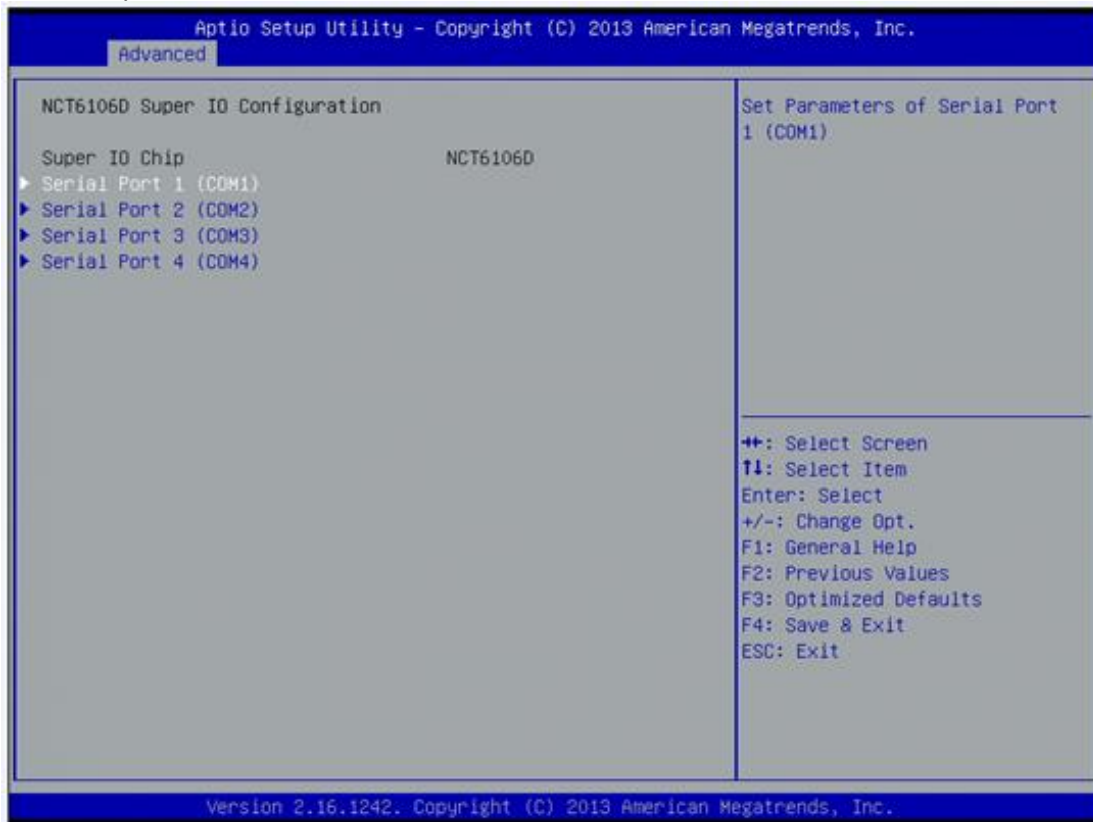 Aptio Setup Utility - Copyright (C) 2013 American Megatrends, Inc.
Advanced
NCT6106D Super IO Configuration
Super IO Chip NCT6106D
Serial Port 1 (COM1)
Serial Port 2 (COM2)
Serial Port 3 (COM3)
Serial Port 4 (COM4)
Set Parameters of Serial Port
1 (COM1)
→←: Select Screen
↑↓: Select Item
Enter: Select
+/-: Change Opt.
F1: General Help
F2: Previous Values
F3: Optimized Defaults
F4: Save & Exit
ESC: Exit
Version 2.16.1242. Copyright (C) 2013 American Megatrends, Inc.